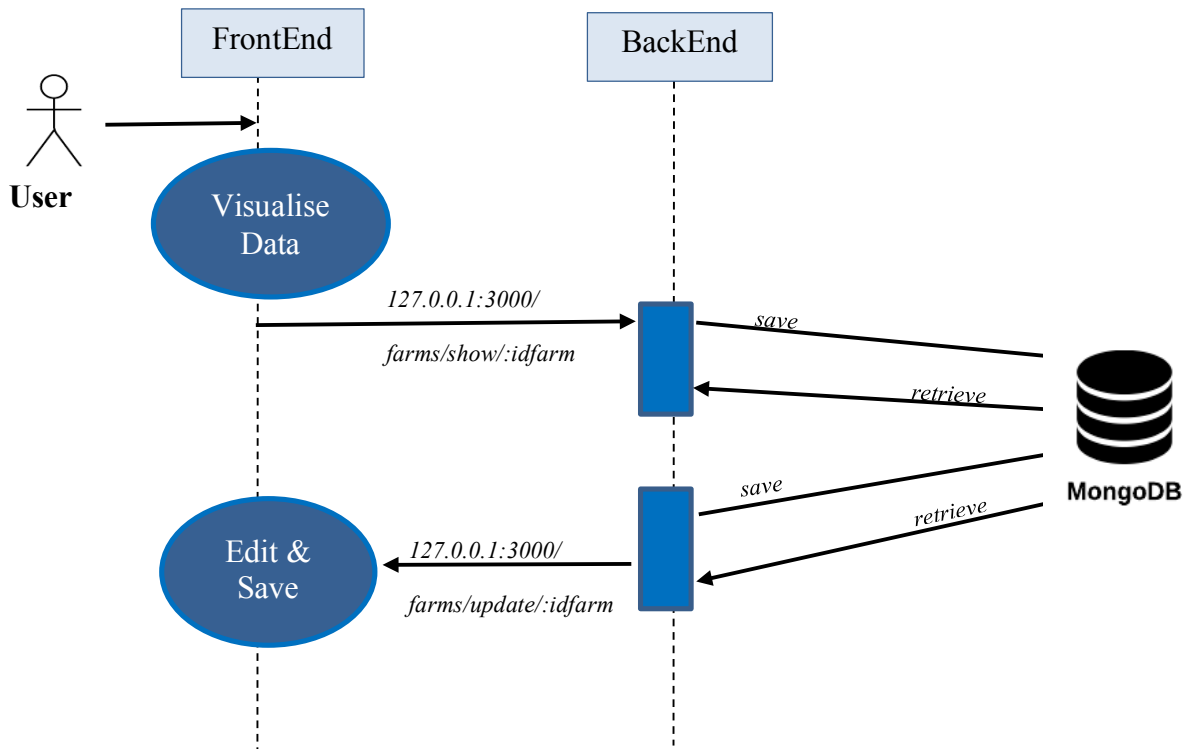 FrontEnd
BackEnd
User
Visualise
Data
127.0.0.1:3000/
farms/show/:idfarm
save
retrieve
MongoDB
save
retrieve
Edit &
Save
127.0.0.1:3000/
farms/update/:idfarm